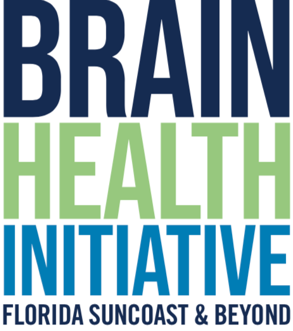 BRAIN
HEALTH
INITIATIVE
FLORIDA SUNCOAST & BEYOND